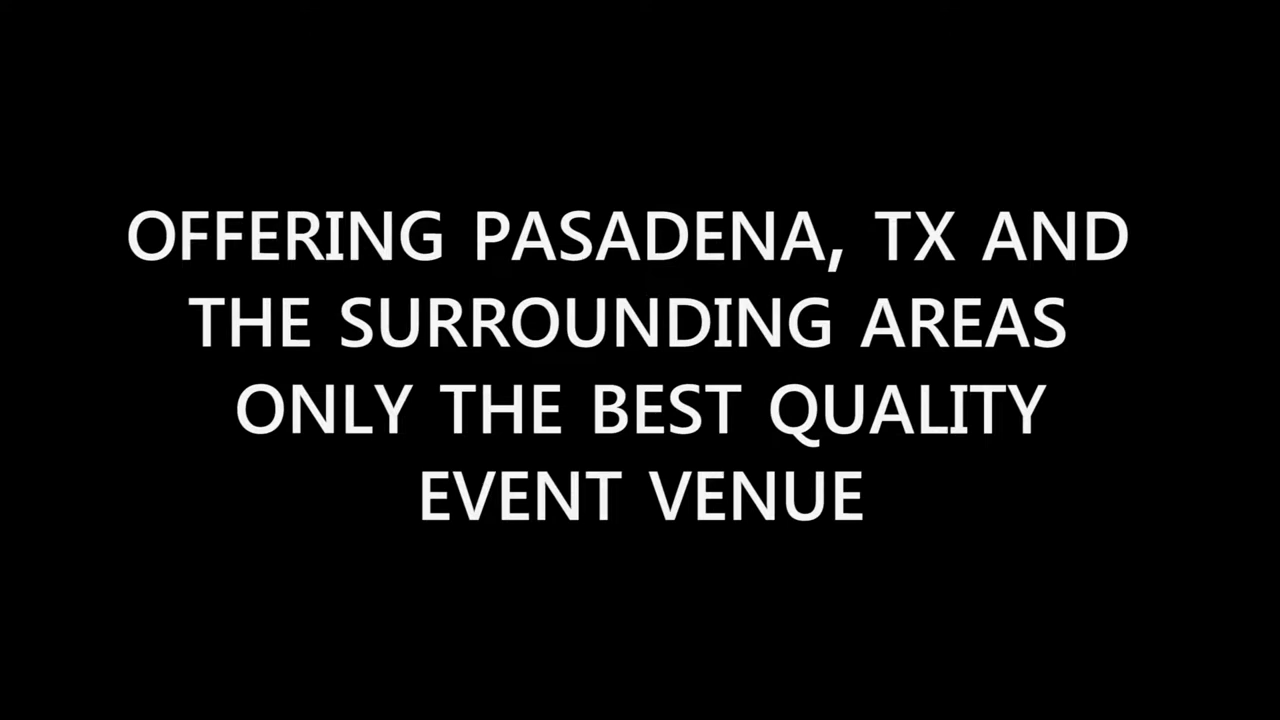 OFFERING PASADENA, TX AND
THE SURROUNDING AREAS
ONLY THE BEST QUALITY
EVENT VENUE